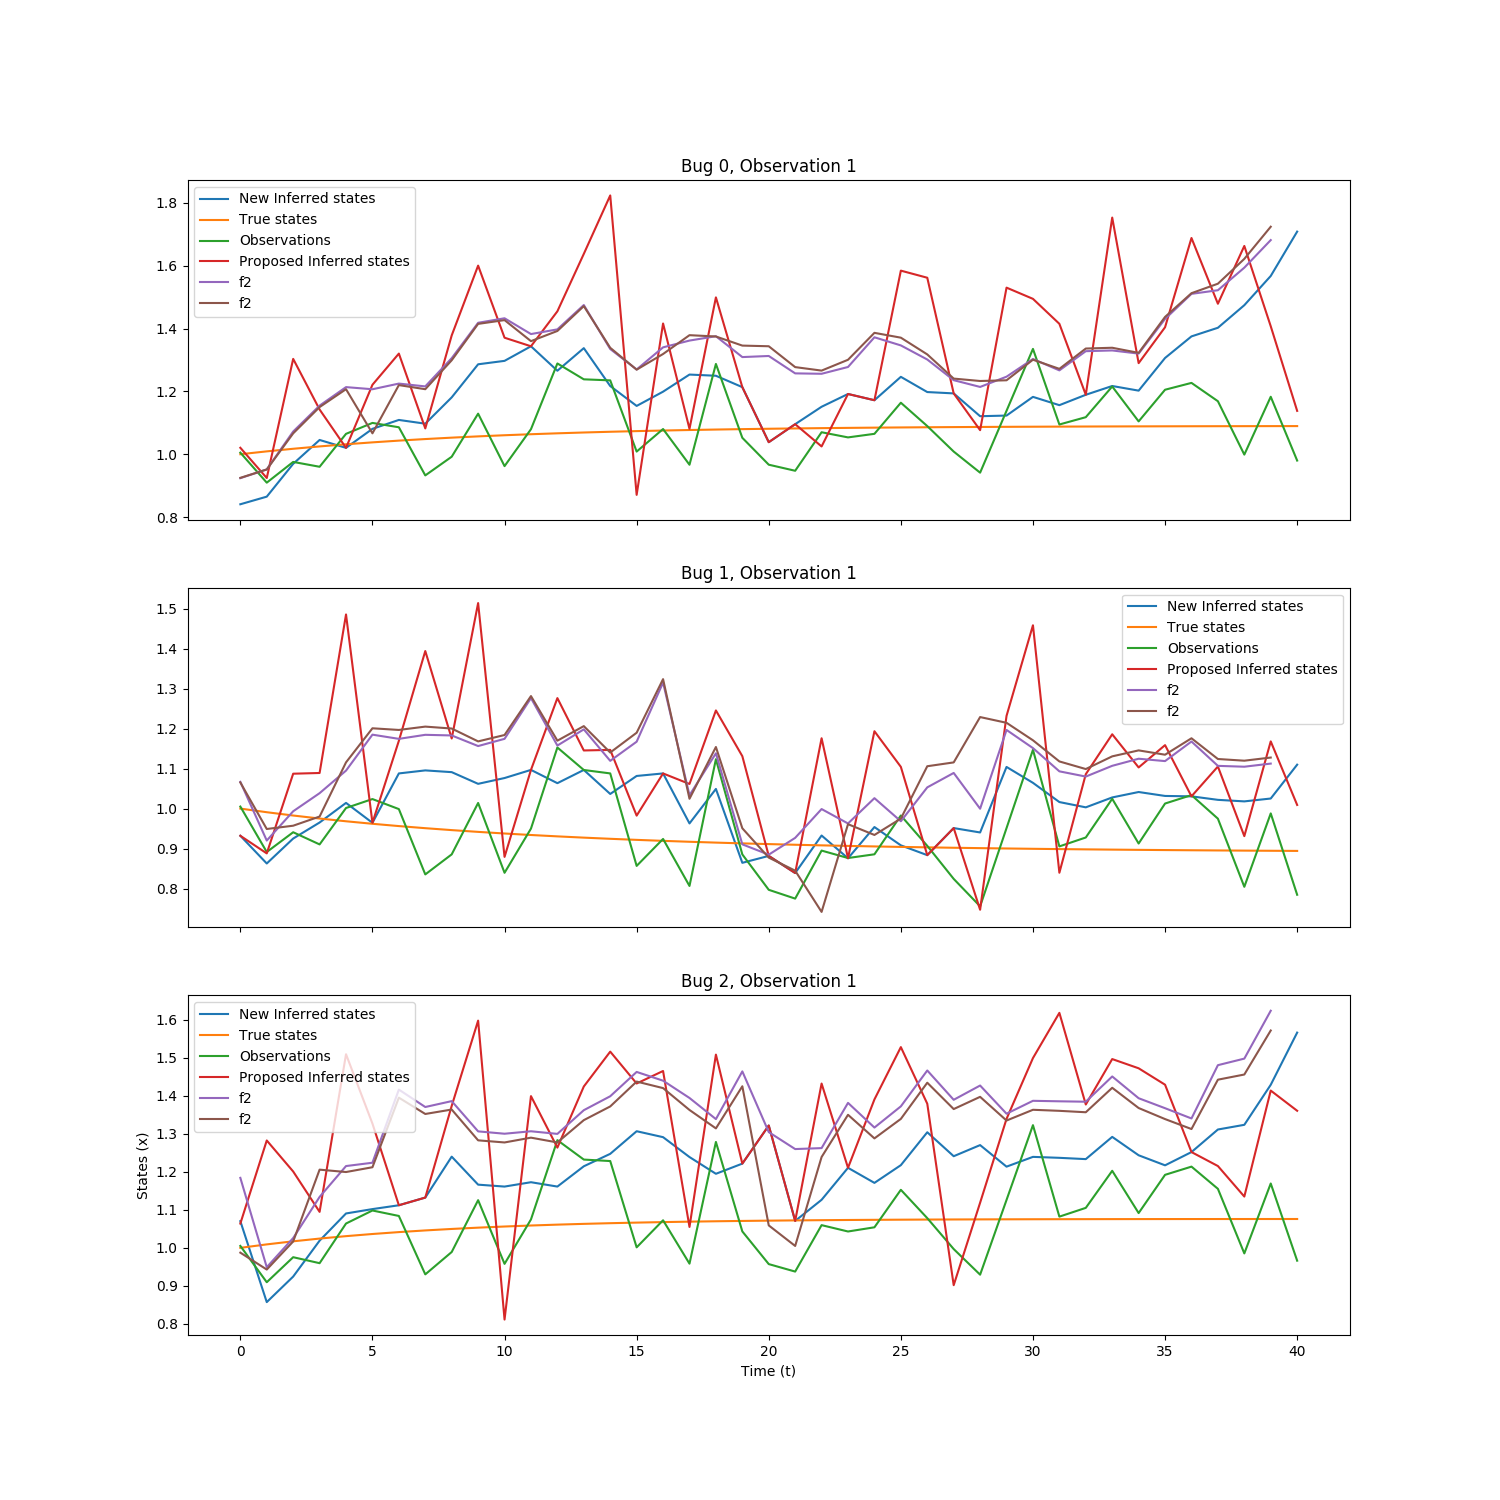 Bug 0, Observation 1
New Inferred states
True states
Observations
Proposed Inferred states
f2
f2
1.8
1.6
1.4
1.2
1.0
0.8
Bug 1, Observation 1
New Inferred states
True states
Observations
Proposed Inferred states
f2
f2
1.5
1.4
1.3
1.2
1.1
1.0
0.9
0.8
Bug 2, Observation 1
New Inferred states
True states
Observations
Proposed Inferred states
f2
f2
1.6
1.5
1.4
1.3
1.2
1.1
1.0
0.9
0.8
States (x)
0 5 10 15 20 25 30 35 40
Time (t)